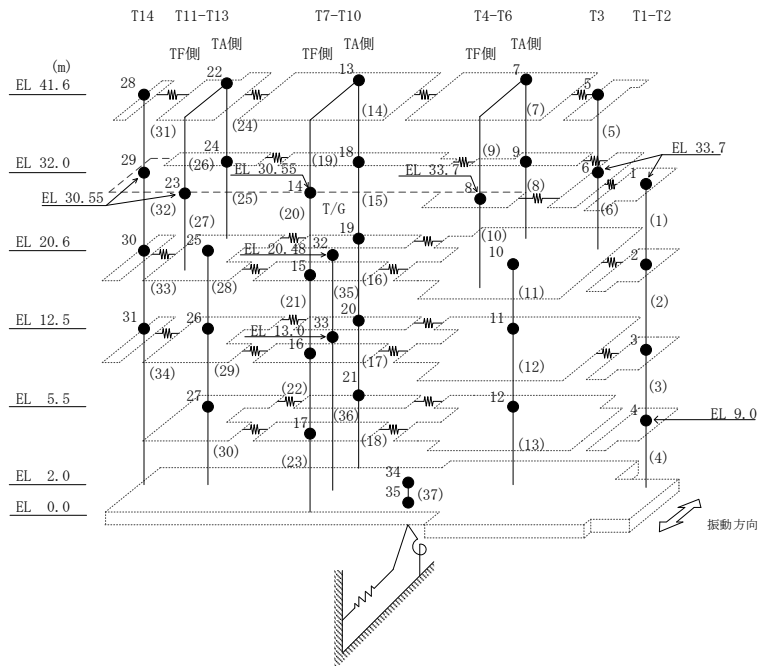 T14 T11-T13 T7-T10 T4-T6 T3 T1-T2
TF側 TA側 TF側 TA側 TF側 TA側
(m)
EL 41.6
28 22 13 7 5
(31) (24) (14) (7) (5)
EL 32.0
29 24 18 9 6 1
(26) (19) (9)
EL 30.55 EL 33.7 EL 33.7
23 14 8
EL 30.55
(32) (27) (25) (20) (15) (8) (6) (1)
T/G
EL 20.6
30 25 32 19 10 2
(10)
EL 20.48
15
(33) (28) (35) (16) (11) (2)
EL 12.5
31 26 (21) 33 20 11 3
EL 13.0
16
(34) (29) (17) (12) (3)
EL 5.5
27 (22) 21 12 4
(36)
EL 9.0
17
(30) (23) (18) (13) (4)
EL 2.0
34
35 (37)
EL 0.0
振動方向